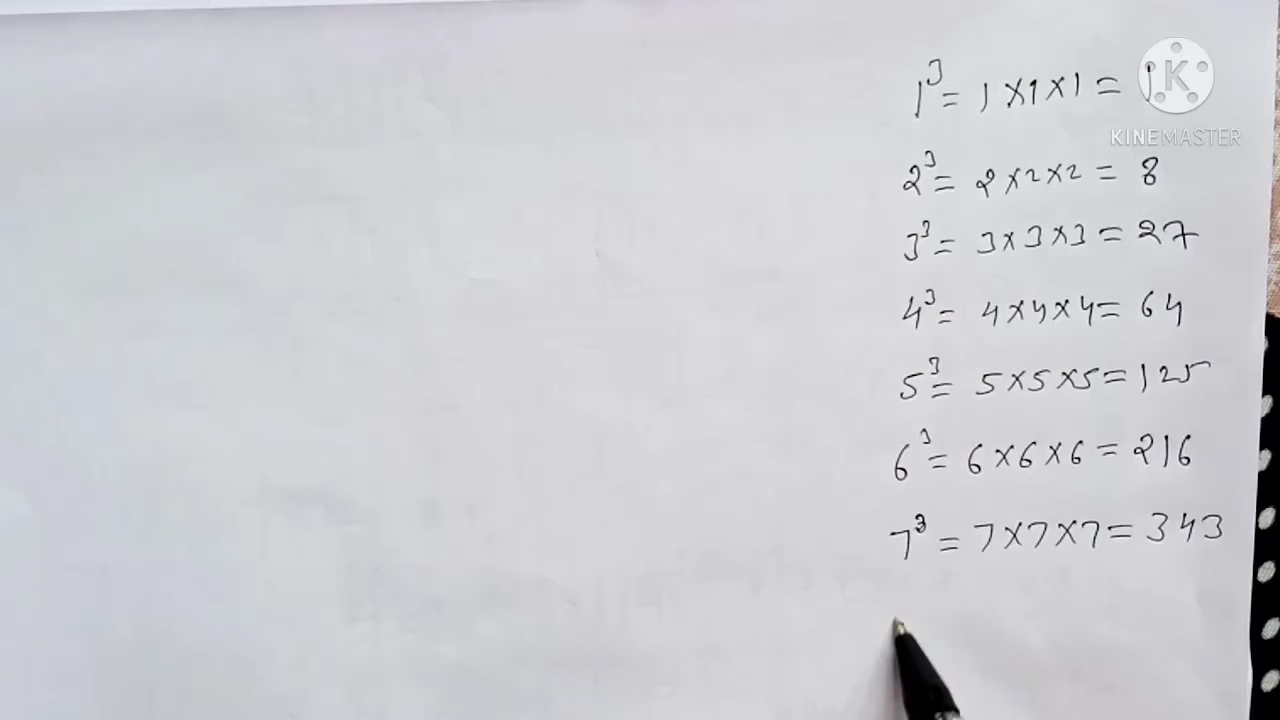 1³ = 1 × 1 × 1 = 1
KINEMASTER
2³ = 2 × 2 × 2 = 8
3³ = 3 × 3 × 3 = 27
4³ = 4 × 4 × 4 = 64
5³ = 5 × 5 × 5 = 125
6³ = 6 × 6 × 6 = 216
7³ = 7 × 7 × 7 = 343